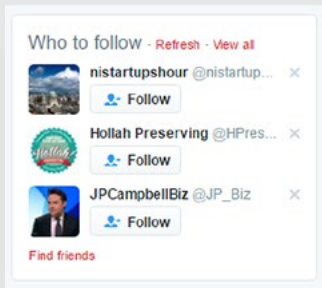 Who to follow · Refresh · View all
nistartupshour @nistartup...
Follow
Hollah Preserving @HPres...
Follow
JPCampbellBiz @JP_Biz
Follow
Find friends